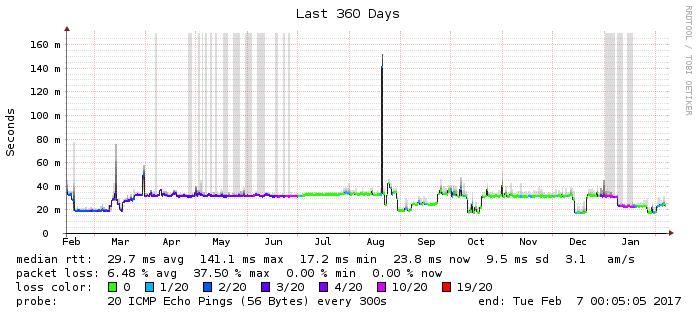 Last 360 Days
RRDTOOL / TOBI OETIKER
Seconds
160 m
140 m
120 m
100 m
80 m
60 m
40 m
20 m
0
Feb Mar Apr May Jun Jul Aug Sep Oct Nov Dec Jan
median rtt: 29.7 ms avg 141.1 ms max 17.2 ms min 23.8 ms now 9.5 ms sd 3.1 am/s
packet loss: 6.48 % avg 37.50 % max 0.00 % min 0.00 % now
loss color: 0 1/20 2/20 3/20 4/20 10/20 19/20
probe: 20 ICMP Echo Pings (56 Bytes) every 300s end: Tue Feb 7 00:05:05 2017